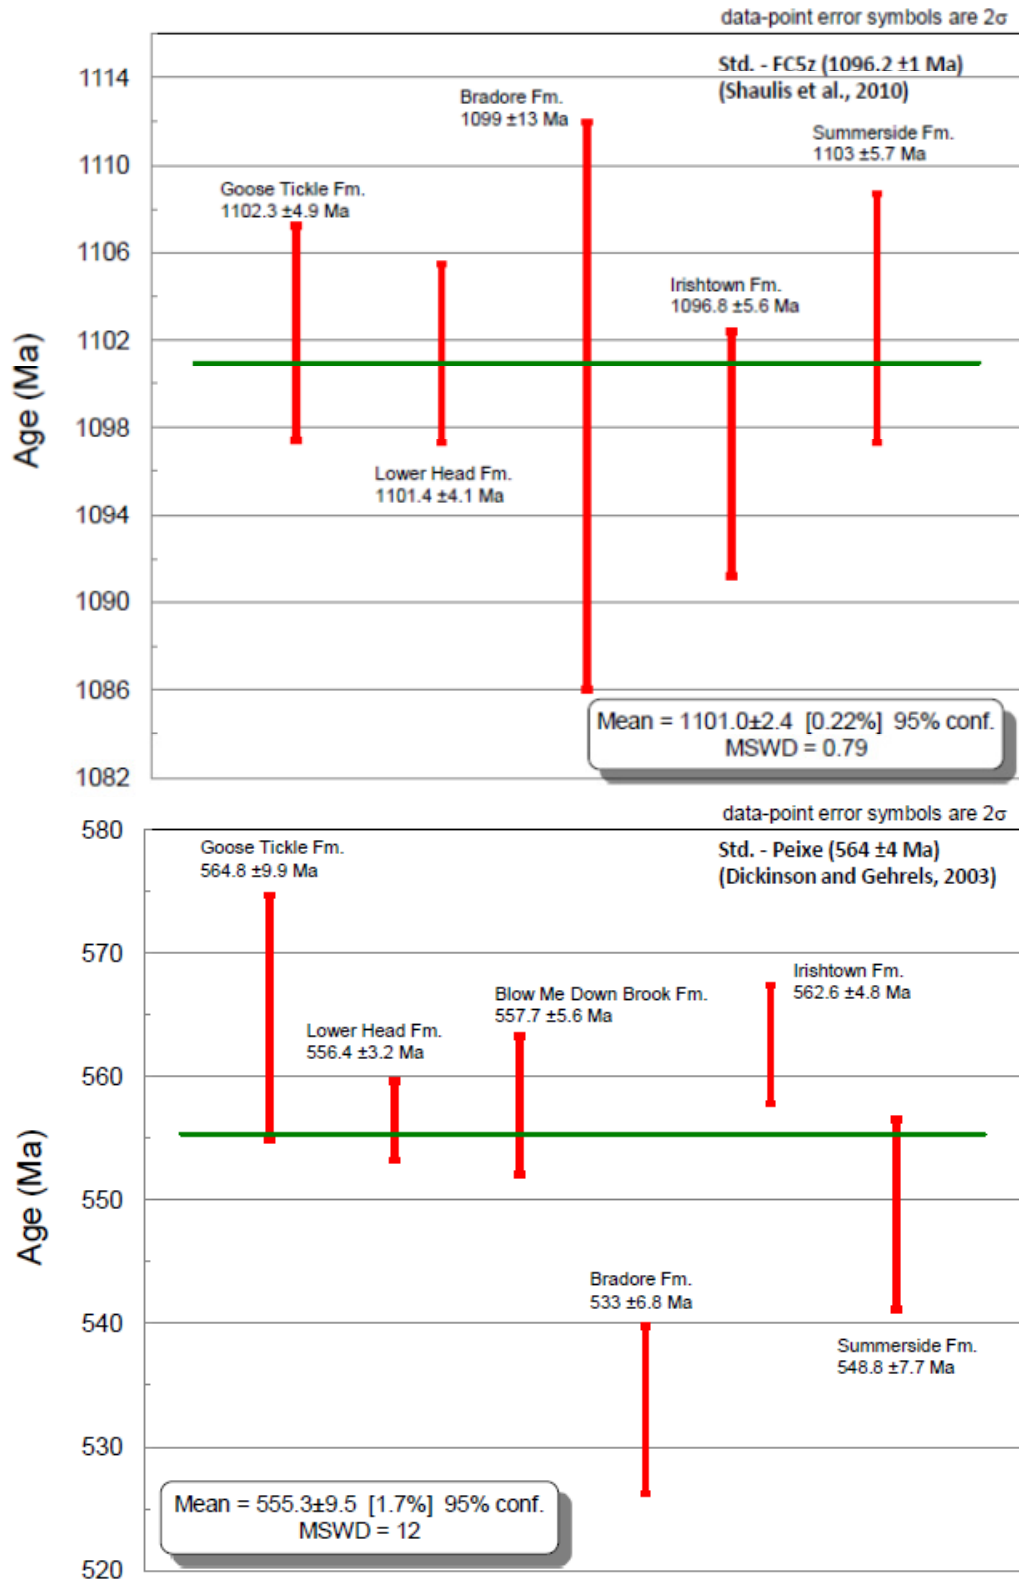 data-point error symbols are 2σ
Std. - FC5z (1096.2 ±1 Ma)
(Shaulis et al., 2010)
Bradore Fm.
1099 ±13 Ma
Summerside Fm.
1103 ±5.7 Ma
Goose Tickle Fm.
1102.3 ±4.9 Ma
Irishtown Fm.
1096.8 ±5.6 Ma
Lower Head Fm.
1101.4 ±4.1 Ma
Age (Ma)
1114
1110
1106
1102
1098
1094
1090
1086
1082
Mean = 1101.0±2.4 [0.22%] 95% conf.
MSWD = 0.79
data-point error symbols are 2σ
Std. - Peixe (564 ±4 Ma)
(Dickinson and Gehrels, 2003)
Goose Tickle Fm.
564.8 ±9.9 Ma
Irishtown Fm.
562.6 ±4.8 Ma
Blow Me Down Brook Fm.
557.7 ±5.6 Ma
Lower Head Fm.
556.4 ±3.2 Ma
Bradore Fm.
533 ±6.8 Ma
Summerside Fm.
548.8 ±7.7 Ma
Age (Ma)
580
570
560
550
540
530
520
Mean = 555.3±9.5 [1.7%] 95% conf.
MSWD = 12